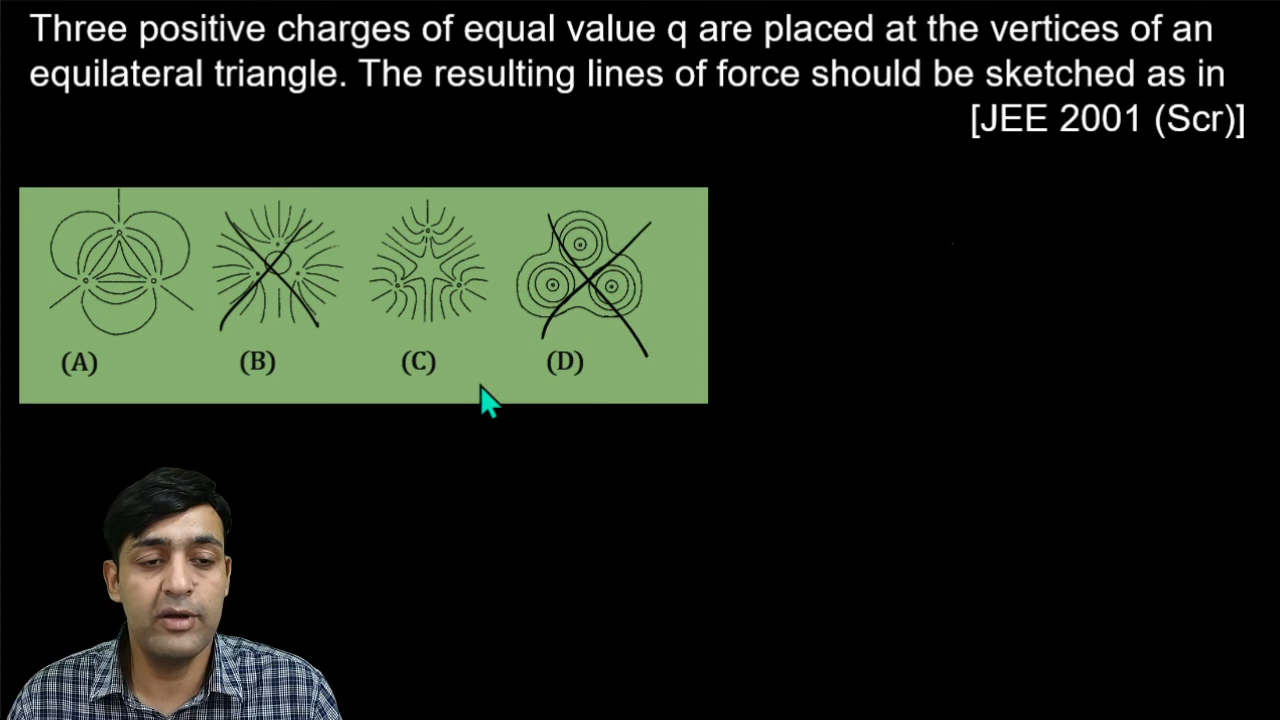 Three positive charges of equal value q are placed at the vertices of an
equilateral triangle. The resulting lines of force should be sketched as in
[JEE 2001 (Scr)]
(A) (B) (C) (D)